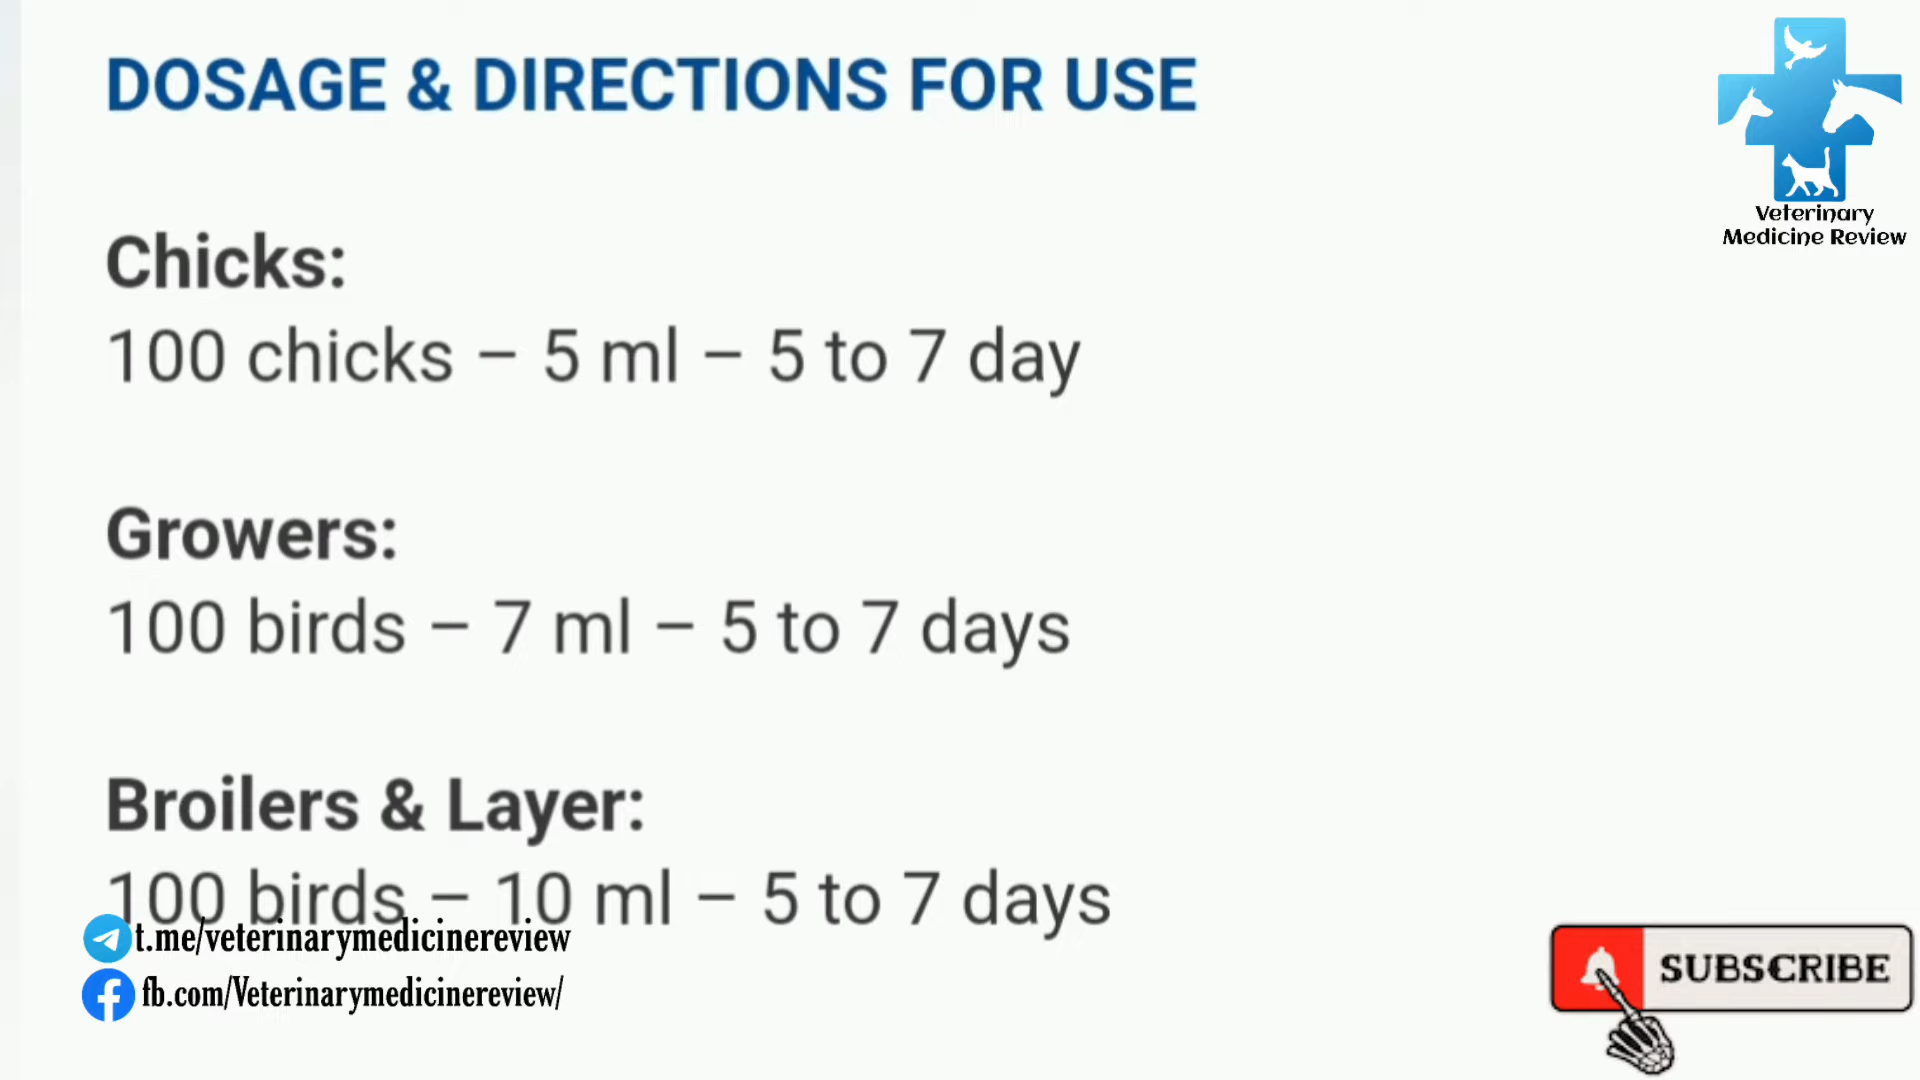 DOSAGE & DIRECTIONS FOR USE
Veterinary
Medicine Review
Chicks:
100 chicks – 5 ml – 5 to 7 day
Growers:
100 birds – 7 ml – 5 to 7 days
Broilers & Layer:
100 birds – 10 ml – 5 to 7 days
t.me/veterinarymedicinereview
fb.com/Veterinarymedicinereview/
SUBSCRIBE